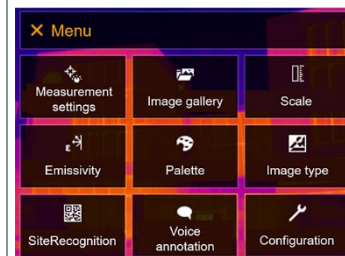 Menu
Measurement
settings
Image gallery
Scale
Emissivity
Palette
Image type
SiteRecognition
Voice
annotation
Configuration